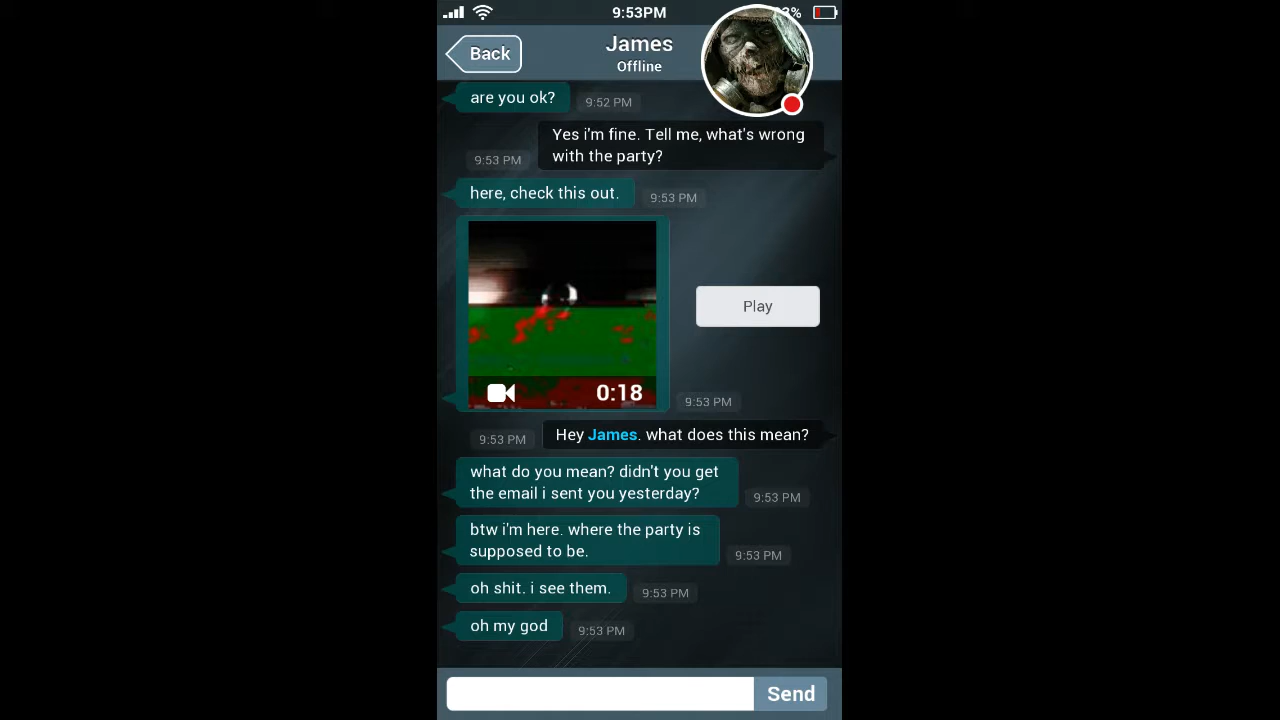 9:53PM
3%
Back
James
Offline
are you ok?
9:52 PM
Yes i'm fine. Tell me, what's wrong
with the party?
9:53 PM
here, check this out.
9:53 PM
Play
0:18
9:53 PM
Hey James. what does this mean?
9:53 PM
what do you mean? didn't you get
the email i sent you yesterday?
9:53 PM
btw i'm here. where the party is
supposed to be.
9:53 PM
oh shit. i see them.
9:53 PM
oh my god
9:53 PM
Send